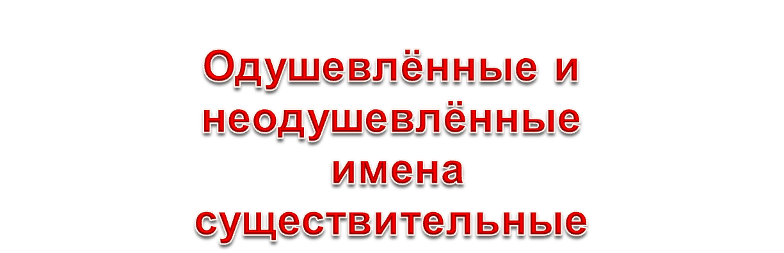 Одушевлённые и
неодушевлённые
имена
существительные